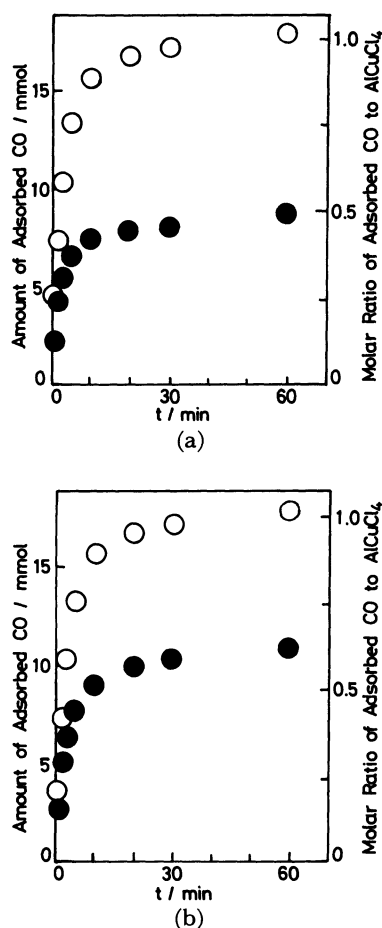 Amount of Adsorbed CO / mmol
15
10
5
0
1.0
0.5
0
Molar Ratio of Adsorbed CO to AlCuCl₄
0
30
60
t / min
(a)
Amount of Adsorbed CO / mmol
15
10
5
0
1.0
0.5
0
Molar Ratio of Adsorbed CO to AlCuCl₄
0
30
60
t / min
(b)